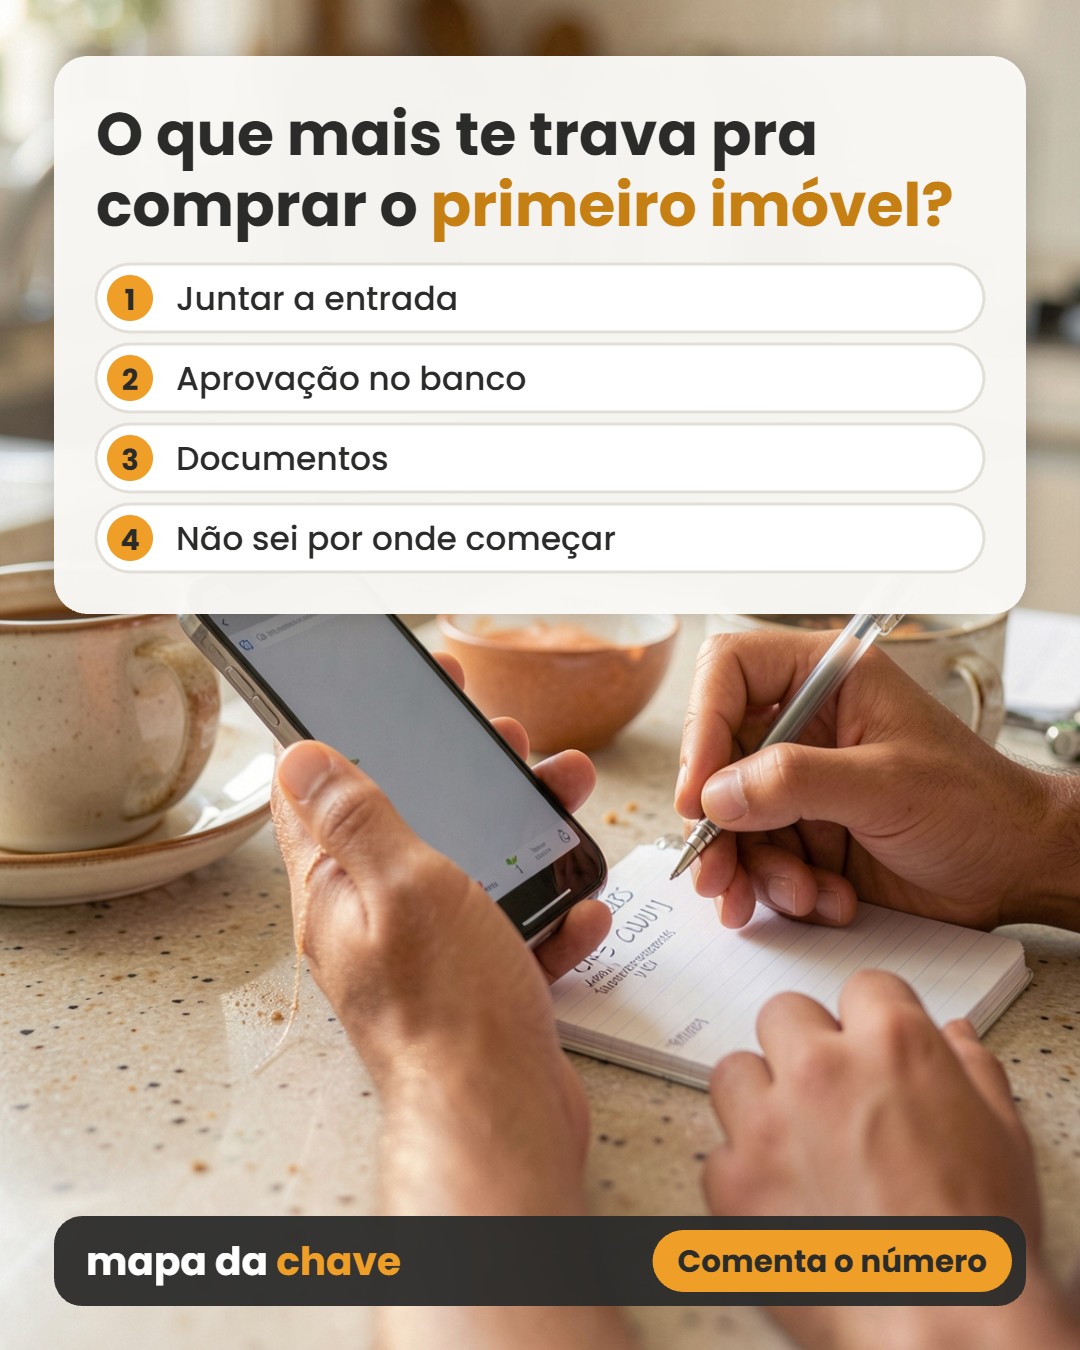 O que mais te trava pra
comprar o primeiro imóvel?
1 Juntar a entrada
2 Aprovação no banco
3 Documentos
4 Não sei por onde começar
mapa da chave
Comenta o número